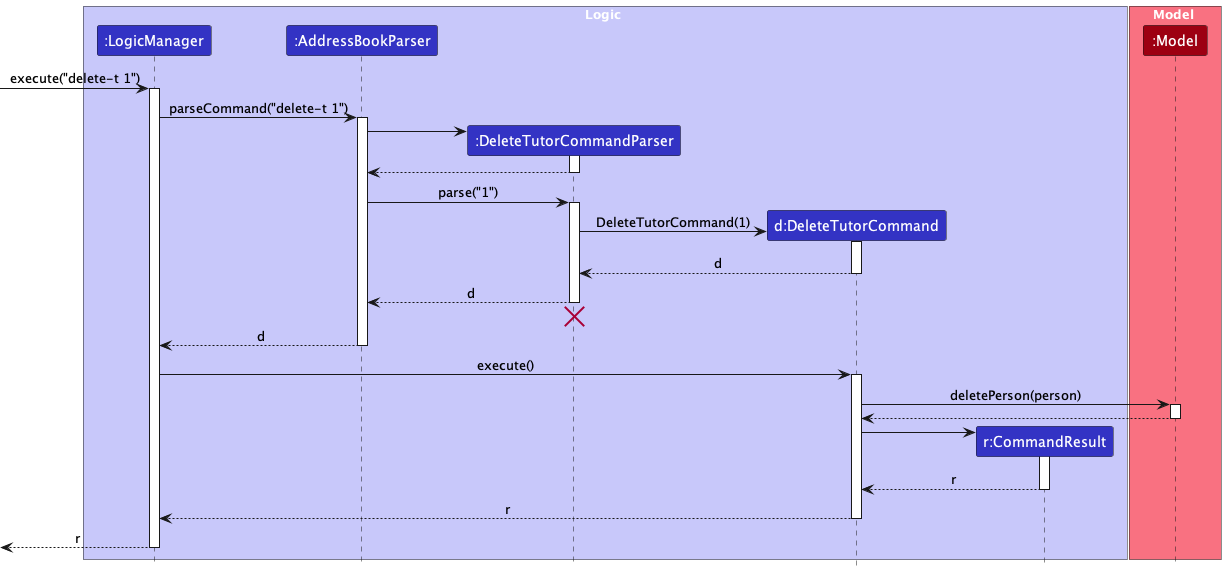 Logic
Model
:LogicManager
:AddressBookParser
:Model
execute("delete-t 1")
parseCommand("delete-t 1")
:DeleteTutorCommandParser
parse("1")
DeleteTutorCommand(1)
d:DeleteTutorCommand
d
d
d
execute()
deletePerson(person)
r:CommandResult
r
r
r